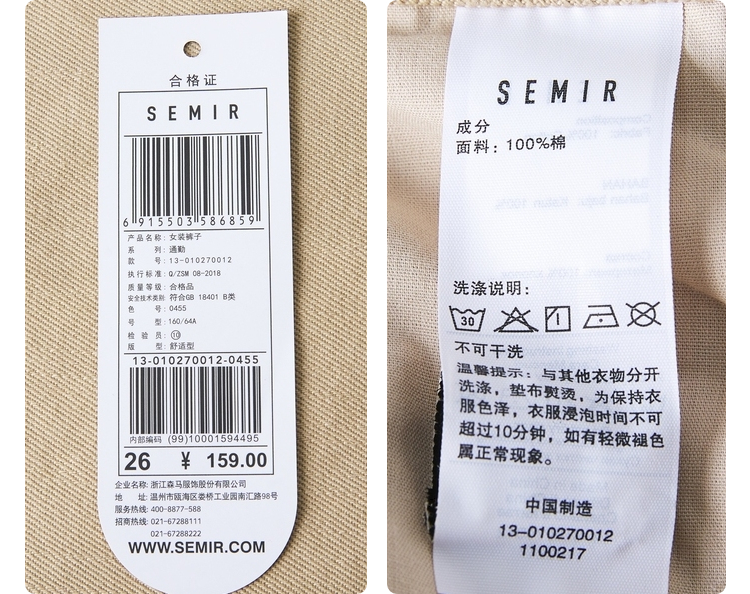 合格证
SEMIR
6 915503 586859
产品名称: 女装裤子
系 列: 通勤
款 号: 13-010270012
执行标准: Q/ZSM 08-2018
质量等级: 合格品
安全技术类别: 符合GB 18401 B类
色 号: 0455
号 型: 160/64A
检 验 员: ⑩
版 型: 舒适型
13-010270012-0455
内部编码 (99)10001594495
26 ¥ 159.00
企业名称: 浙江森马服饰股份有限公司
地 址: 温州市瓯海区娄桥工业园南汇路98号
服务热线: 400-8877-588
招商热线: 021-67288111
021-67288222
WWW.SEMIR.COM
SEMIR
成分
面料: 100%棉
洗涤说明:
30
不可干洗
温馨提示: 与其他衣物分开
洗涤, 垫布熨烫, 为保持衣
服色泽, 衣服浸泡时间不可
超过10分钟, 如有轻微褪色
属正常现象。
中国制造
13-010270012
1100217